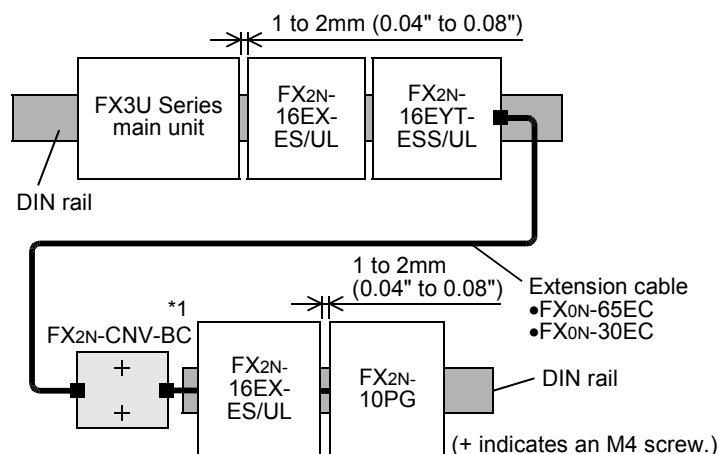 1 to 2mm (0.04" to 0.08")
FX3U Series
main unit
FX2N-
16EX-
ES/UL
FX2N-
16EYT-
ESS/UL
DIN rail
1 to 2mm
(0.04" to 0.08")
Extension cable
•FX0N-65EC
•FX0N-30EC
*1
FX2N-CNV-BC
FX2N-
16EX-
ES/UL
FX2N-
10PG
DIN rail
(+ indicates an M4 screw.)